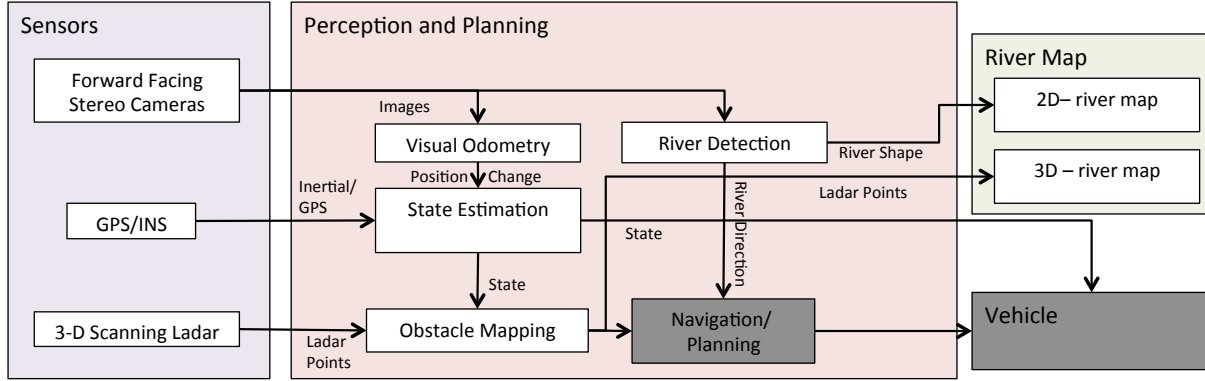 Sensors
Forward Facing
Stereo Cameras
GPS/INS
3-D Scanning Ladar
Perception and Planning
Images
Visual Odometry
Position Change
Inertial/
GPS
State Estimation
State
State
Ladar
Points
Obstacle Mapping
River Detection
River Shape
River Direction
Ladar Points
Navigation/
Planning
River Map
2D– river map
3D – river map
Vehicle